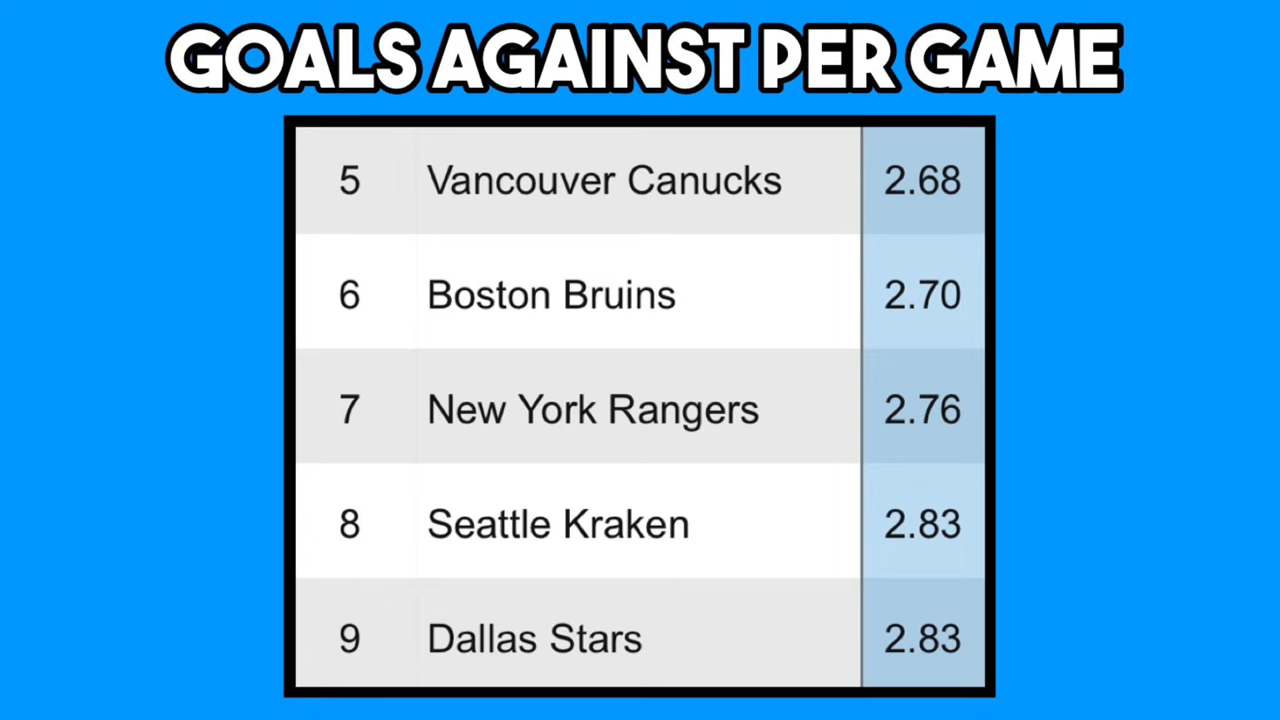 GOALS AGAINST PER GAME
5 Vancouver Canucks 2.68
6 Boston Bruins 2.70
7 New York Rangers 2.76
8 Seattle Kraken 2.83
9 Dallas Stars 2.83